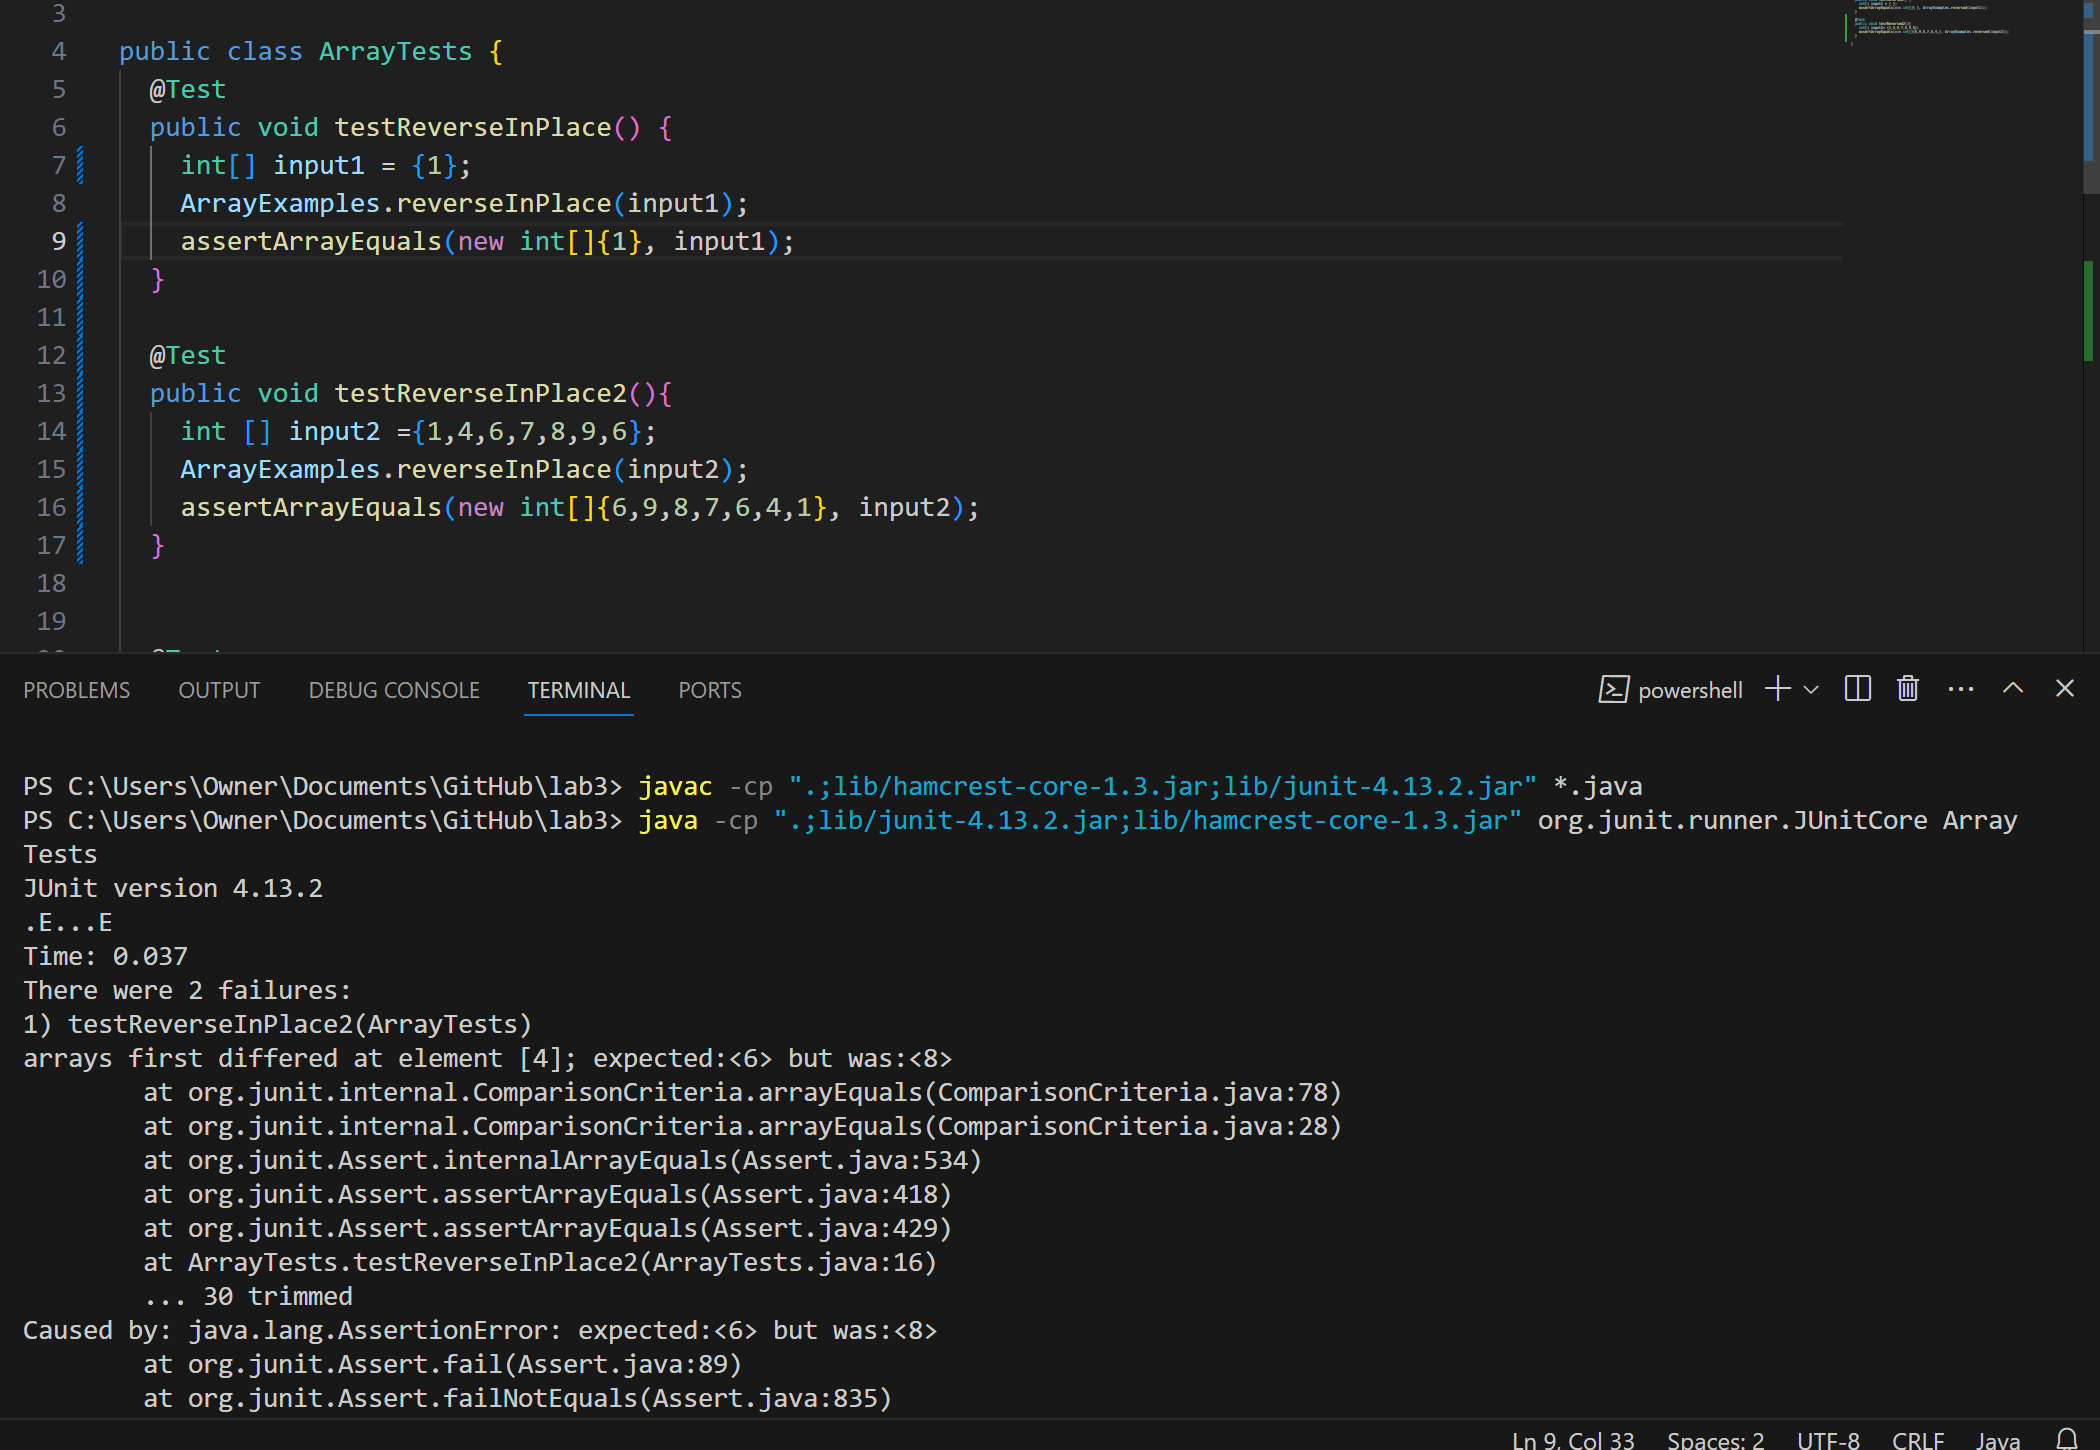 3
4 public class ArrayTests {
5 @Test
6 public void testReverseInPlace() {
7 int[] input1 = {1};
8 ArrayExamples.reverseInPlace(input1);
9 assertArrayEquals(new int[]{1}, input1);
10 }
11
12 @Test
13 public void testReverseInPlace2(){
14 int [] input2 ={1,4,6,7,8,9,6};
15 ArrayExamples.reverseInPlace(input2);
16 assertArrayEquals(new int[]{6,9,8,7,6,4,1}, input2);
17 }
18
19
PROBLEMS OUTPUT DEBUG CONSOLE TERMINAL PORTS powershell
PS C:\Users\Owner\Documents\GitHub\lab3> javac -cp ".;lib/hamcrest-core-1.3.jar;lib/junit-4.13.2.jar" *.java
PS C:\Users\Owner\Documents\GitHub\lab3> java -cp ".;lib/junit-4.13.2.jar;lib/hamcrest-core-1.3.jar" org.junit.runner.JUnitCore Array
Tests
JUnit version 4.13.2
.E...E
Time: 0.037
There were 2 failures:
1) testReverseInPlace2(ArrayTests)
arrays first differed at element [4]; expected:<6> but was:<8>
at org.junit.internal.ComparisonCriteria.arrayEquals(ComparisonCriteria.java:78)
at org.junit.internal.ComparisonCriteria.arrayEquals(ComparisonCriteria.java:28)
at org.junit.Assert.internalArrayEquals(Assert.java:534)
at org.junit.Assert.assertArrayEquals(Assert.java:418)
at org.junit.Assert.assertArrayEquals(Assert.java:429)
at ArrayTests.testReverseInPlace2(ArrayTests.java:16)
... 30 trimmed
Caused by: java.lang.AssertionError: expected:<6> but was:<8>
at org.junit.Assert.fail(Assert.java:89)
at org.junit.Assert.failNotEquals(Assert.java:835)
Ln 9, Col 33 Spaces: 2 UTF-8 CRLF Java